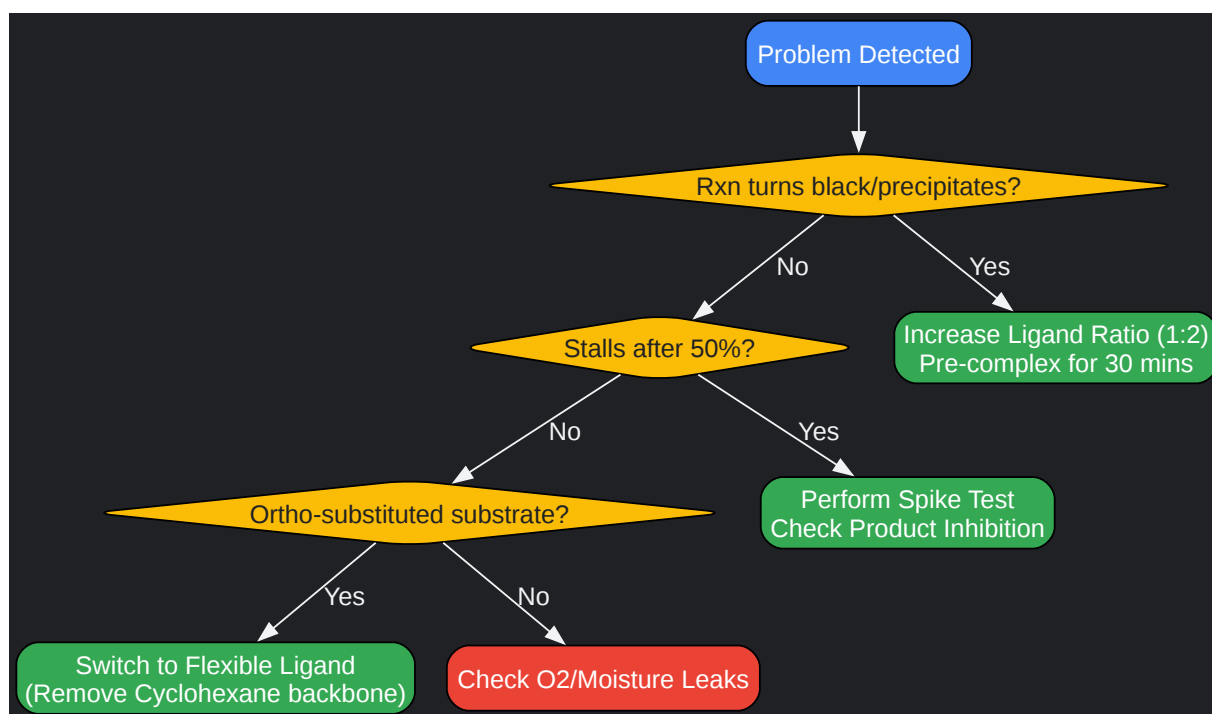 Problem Detected
Rxn turns black/precipitates?
No
Yes
Increase Ligand Ratio (1:2)
Pre-complex for 30 mins
Stalls after 50%?
No
Yes
Perform Spike Test
Check Product Inhibition
Ortho-substituted substrate?
Yes
No
Switch to Flexible Ligand
(Remove Cyclohexane backbone)
Check O2/Moisture Leaks